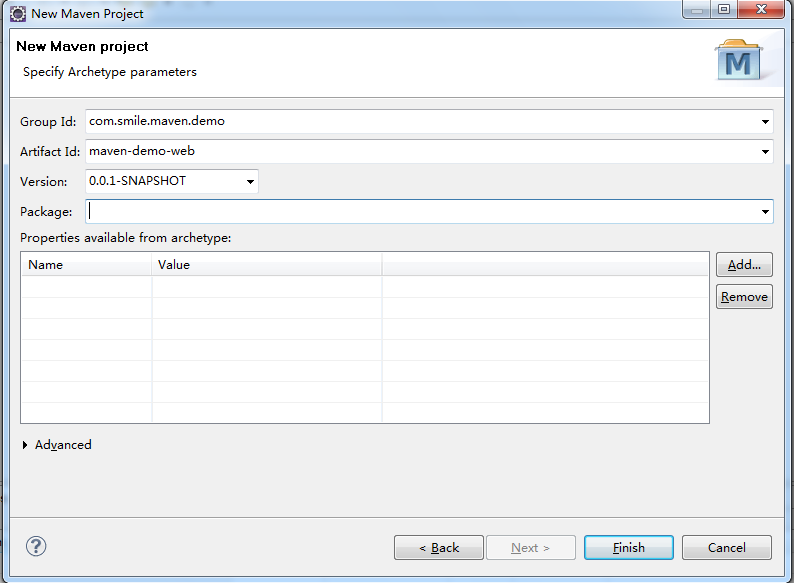 New Maven Project
New Maven project
Specify Archetype parameters
M
Group Id: com.smile.maven.demo
Artifact Id: maven-demo-web
Version: 0.0.1-SNAPSHOT
Package:
Properties available from archetype:
Name Value
Add...
Remove
Advanced
? < Back Next > Finish Cancel